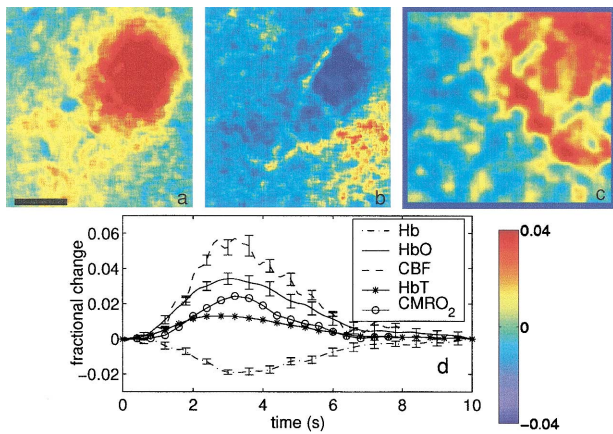 a
b
c
0.06
0.04
0.02
0
−0.02
fractional change
Hb
HbO
CBF
HbT
CMRO2
d
0
2
4
6
8
10
time (s)
0.04
0
-0.04